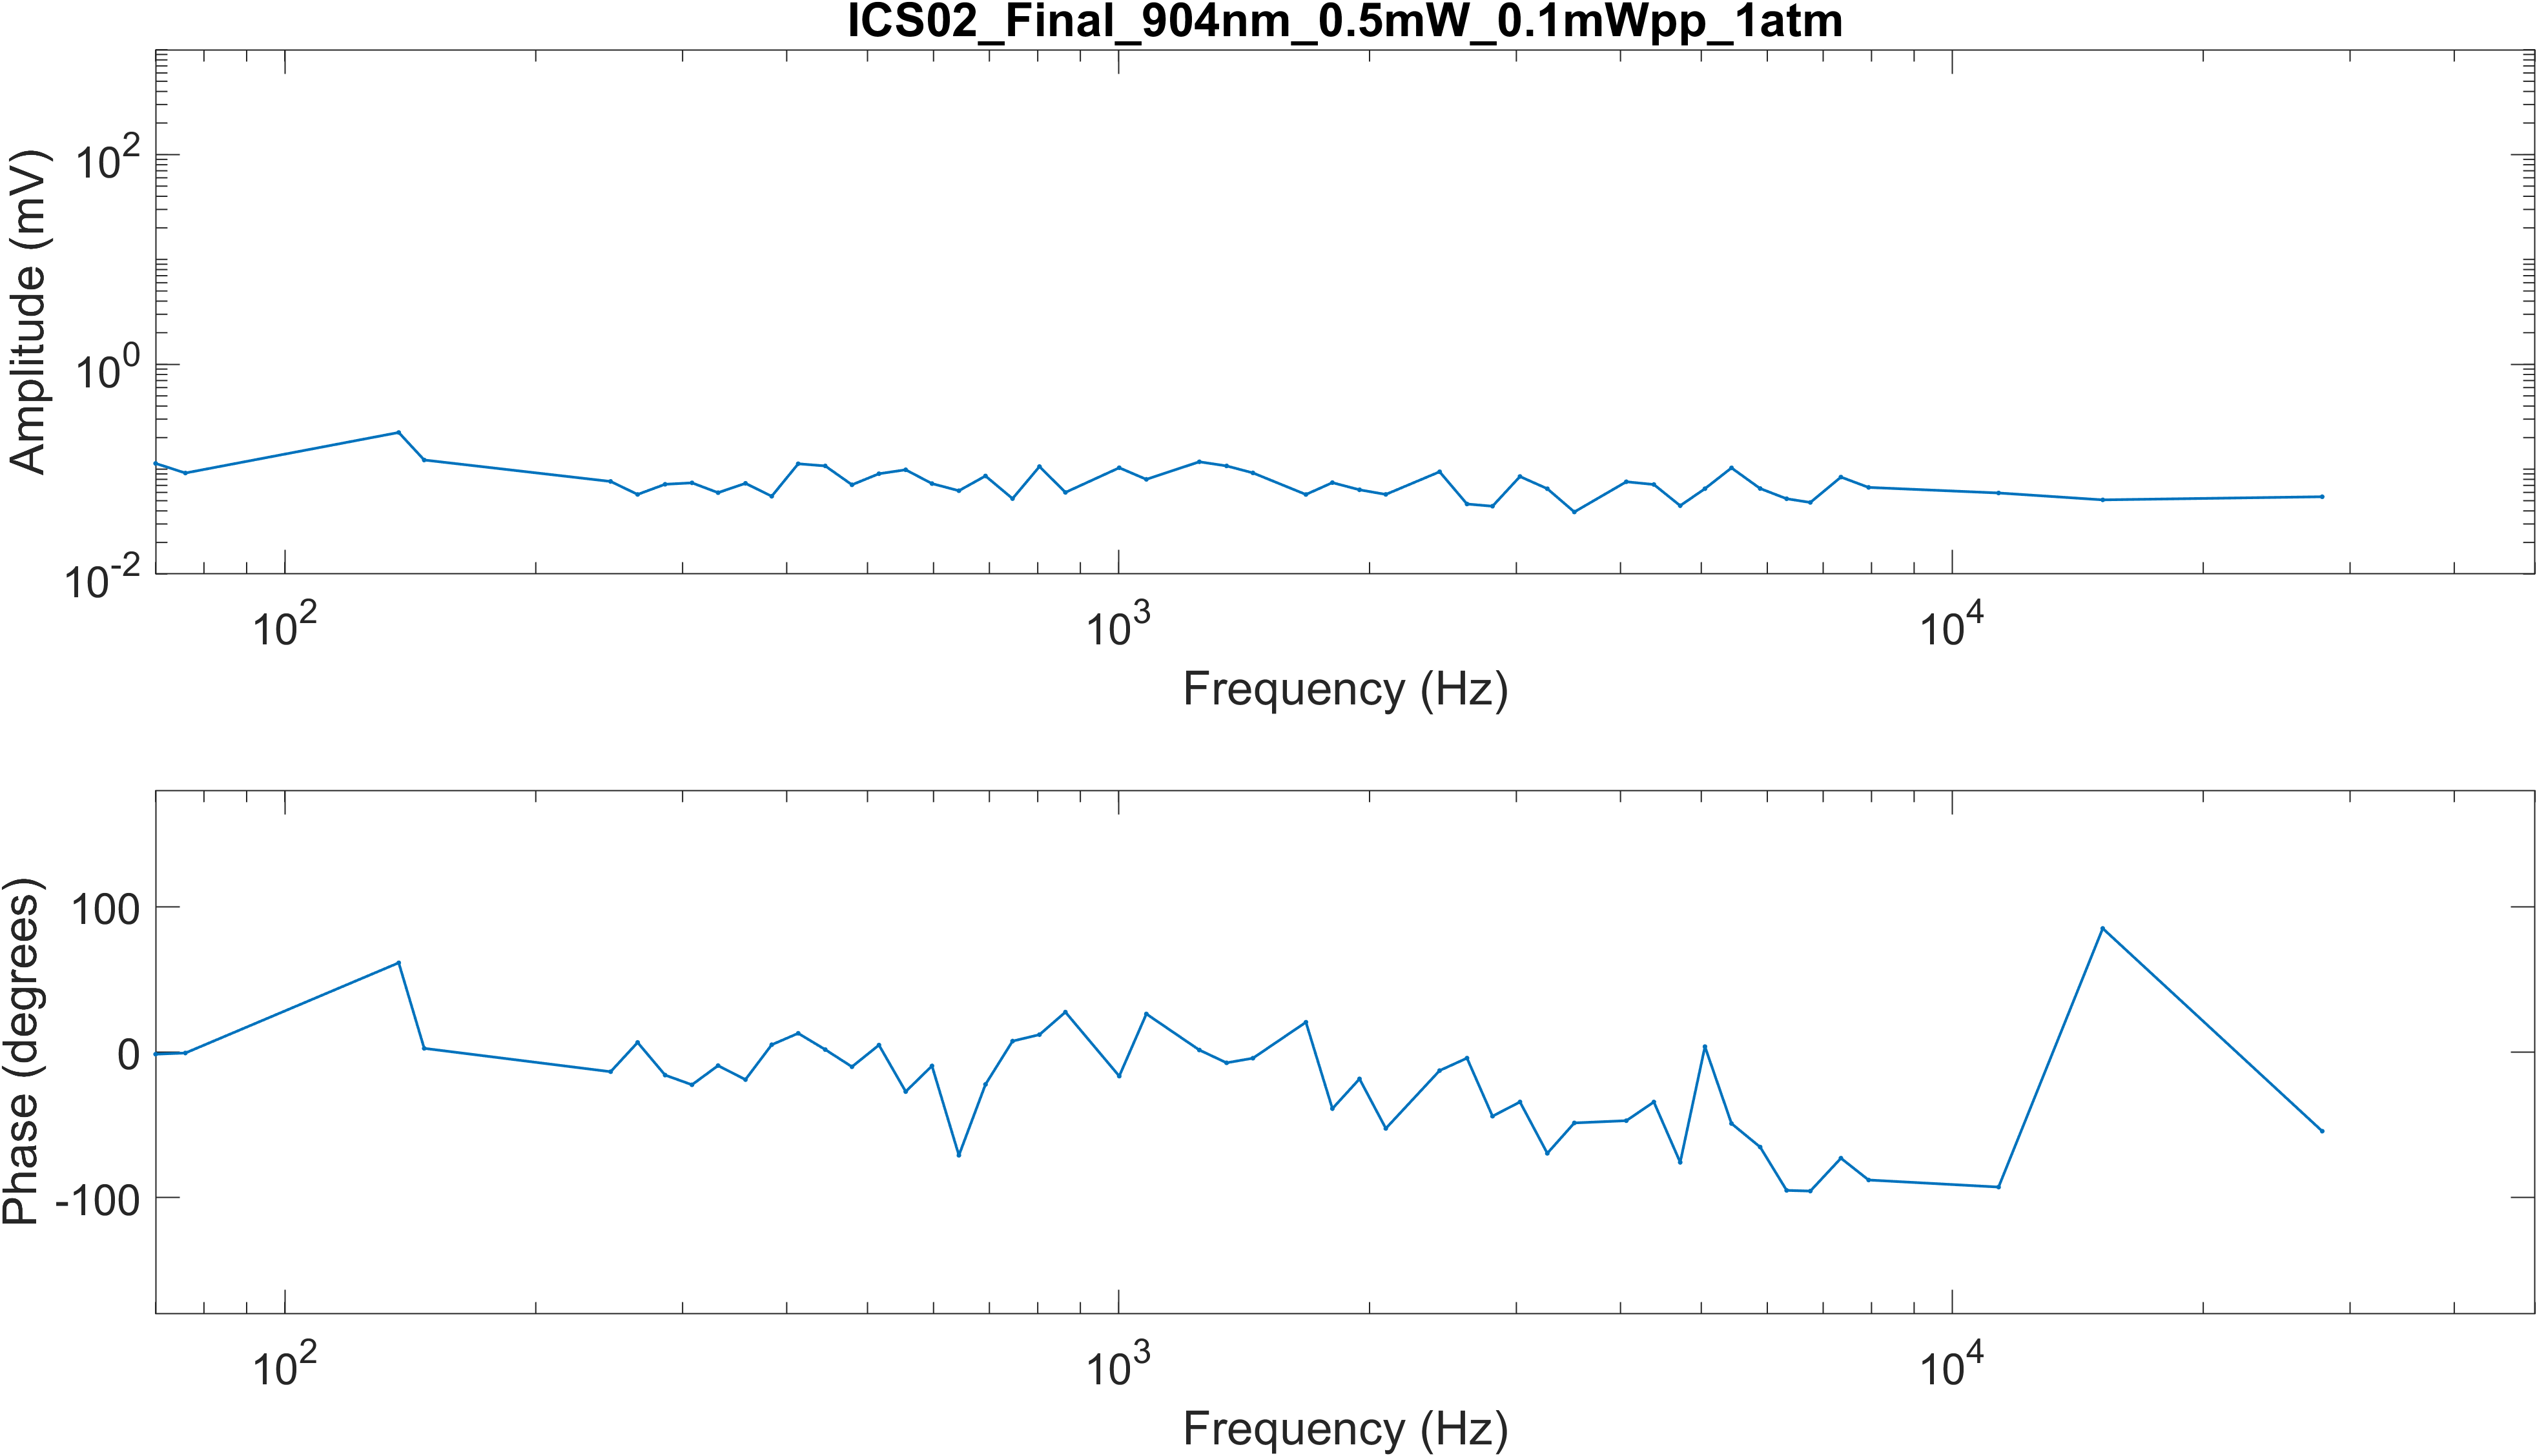 ICS02_Final_904nm_0.5mW_0.1mWpp_1atm
Amplitude (mV)
10^2
10^0
10^-2
10^2 10^3 10^4
Frequency (Hz)
Phase (degrees)
100
0
-100
10^2 10^3 10^4
Frequency (Hz)